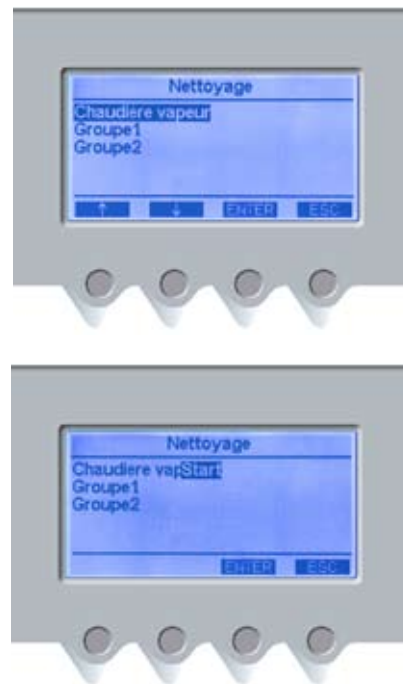 Nettoyage
Chaudiere vapeur
Groupe1
Groupe2
↑ ↓ ENTER ESC
Nettoyage
Chaudiere vapStart
Groupe1
Groupe2
ENTER ESC